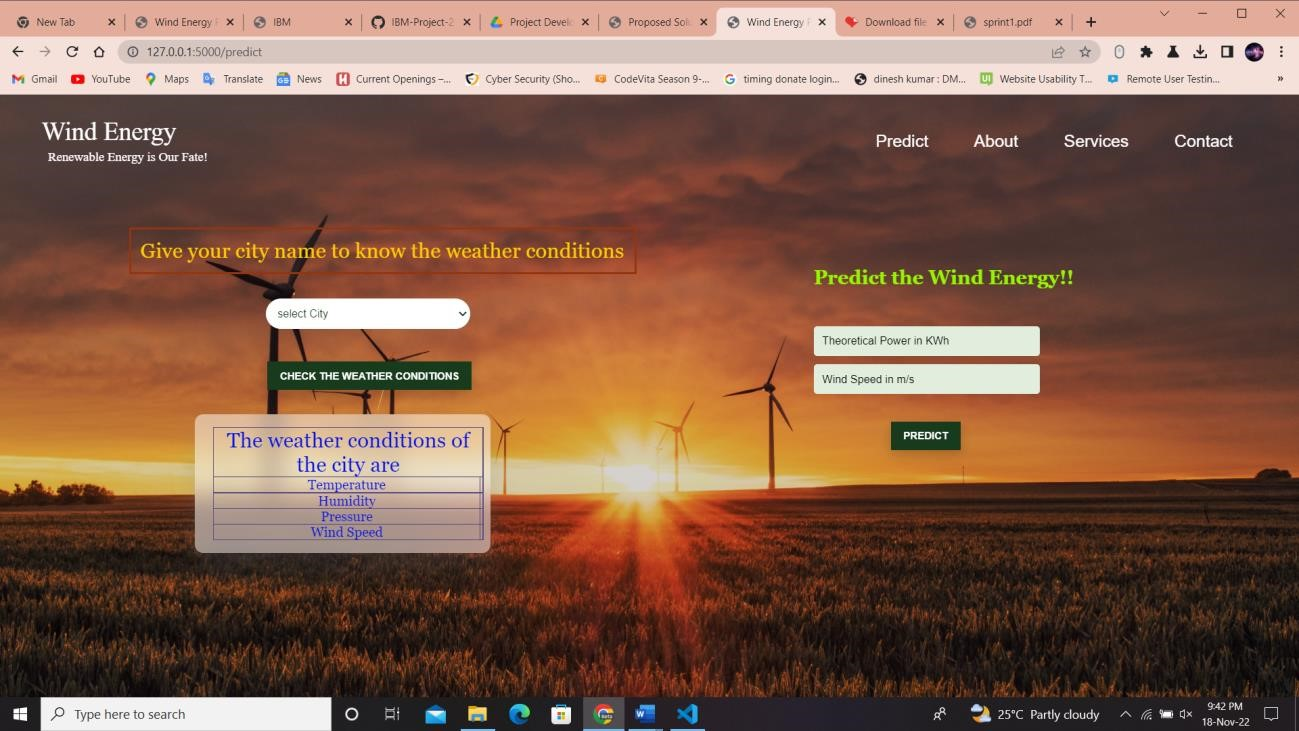 New Tab
Wind Energy P
IBM
IBM-Project-2
Project Develo
Proposed Solu
Wind Energy P
Download file
sprint1.pdf
127.0.0.1:5000/predict
Gmail
YouTube
Maps
Translate
News
Current Openings –...
Cyber Security (Sho...
CodeVita Season 9-...
timing donate login...
dinesh kumar : DM...
Website Usability T...
Remote User Testin...
»
Wind Energy
Renewable Energy is Our Fate!
Predict
About
Services
Contact
Give your city name to know the weather conditions
select City
CHECK THE WEATHER CONDITIONS
The weather conditions of
the city are
Temperature
Humidity
Pressure
Wind Speed
Predict the Wind Energy!!
Theoretical Power in KWh
Wind Speed in m/s
PREDICT
Type here to search
25°C Partly cloudy
9:42 PM
18-Nov-22